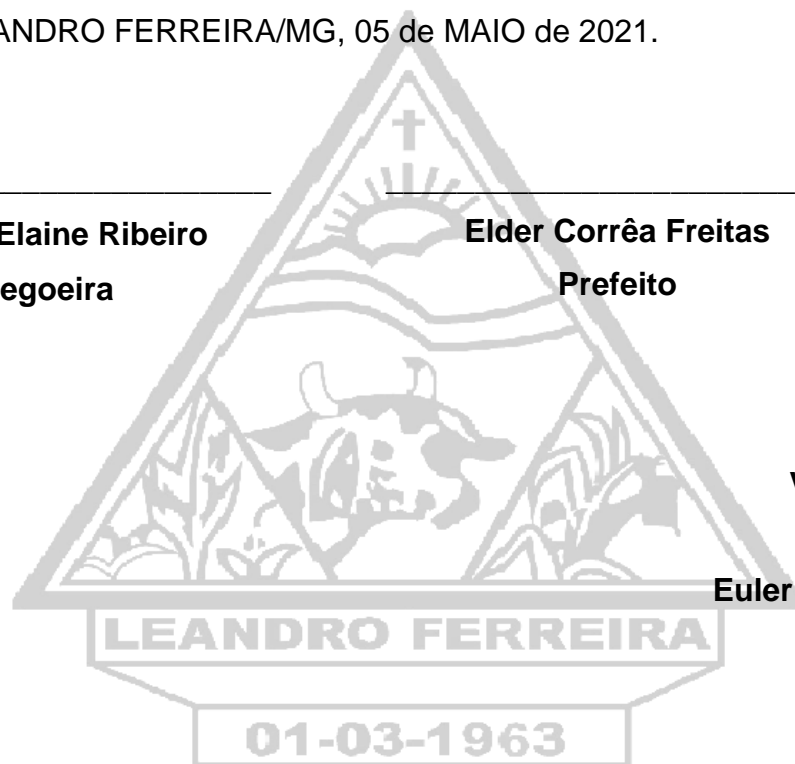 ANDRO FERREIRA/MG, 05 de MAIO de 2021.
Elaine Ribeiro
egoeira
Elder Corrêa Freitas
Prefeito
V
Euler
LEANDRO FERREIRA
01-03-1963